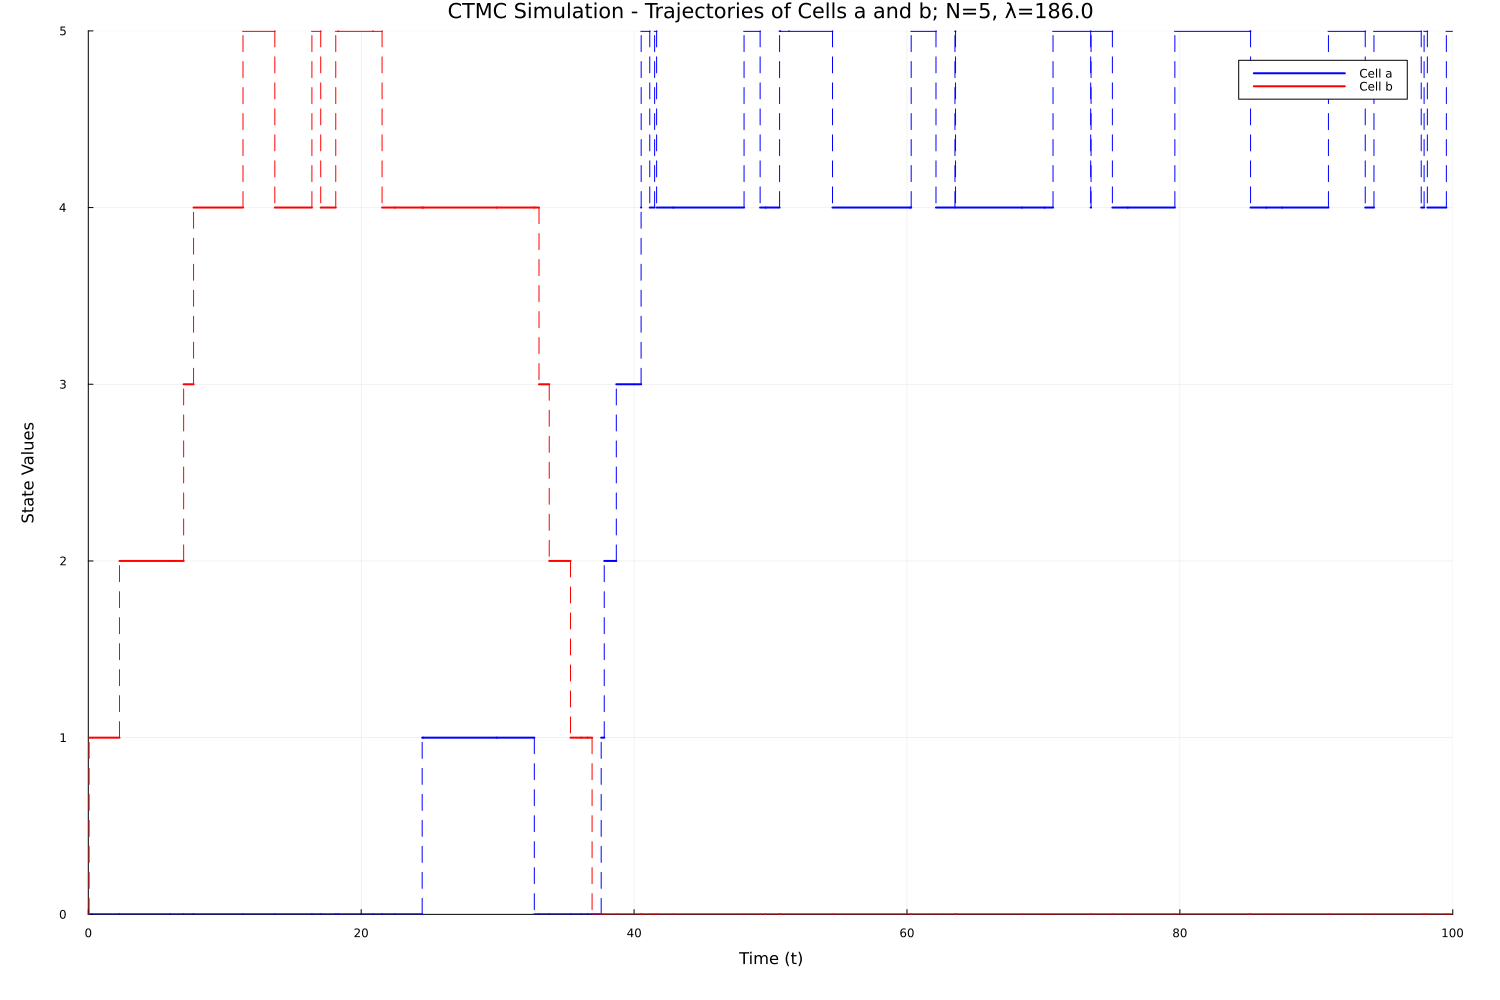 CTMC Simulation - Trajectories of Cells a and b; N=5, λ=186.0
5
Cell a
Cell b
4
3
State Values
2
1
0
0 20 40 60 80 100
Time (t)